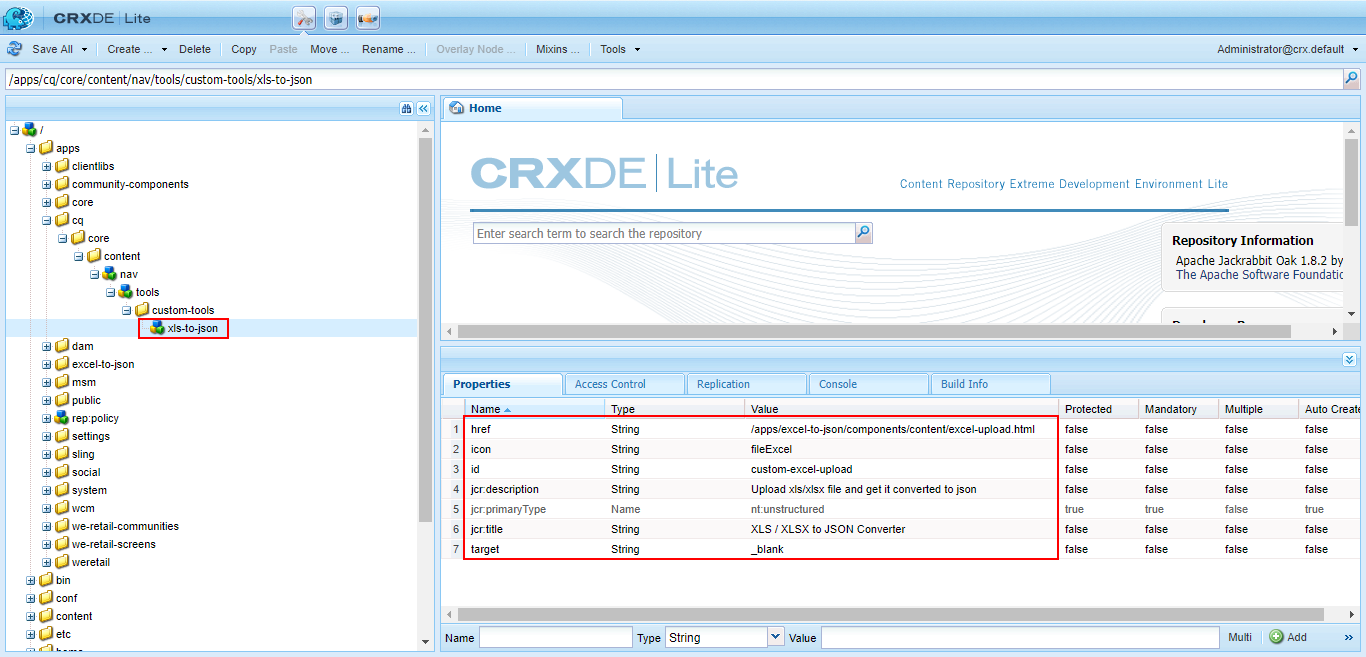 CRXDE | Lite
Save All Create ... Delete Copy Paste Move ... Rename ... Overlay Node ... Mixins ... Tools Administrator@crx.default
/apps/cq/core/content/nav/tools/custom-tools/xls-to-json
/
apps
clientlibs
community-components
core
cq
core
content
nav
tools
custom-tools
xls-to-json
dam
excel-to-json
msm
public
rep:policy
settings
sling
social
system
wcm
we-retail-communities
we-retail-screens
weretail
bin
conf
content
etc
Home
CRXDE | Lite
Content Repository Extreme Development Environment Lite
Enter search term to search the repository
Repository Information
Apache Jackrabbit Oak 1.8.2 by
The Apache Software Foundatio
Properties Access Control Replication Console Build Info
Name Type Value Protected Mandatory Multiple Auto Create
1 href String /apps/excel-to-json/components/content/excel-upload.html false false false false
2 icon String fileExcel false false false false
3 id String custom-excel-upload false false false false
4 jcr:description String Upload xls/xlsx file and get it converted to json false false false false
5 jcr:primaryType Name nt:unstructured true true false true
6 jcr:title String XLS / XLSX to JSON Converter false false false false
7 target String _blank false false false false
Name Type String Value Multi Add »